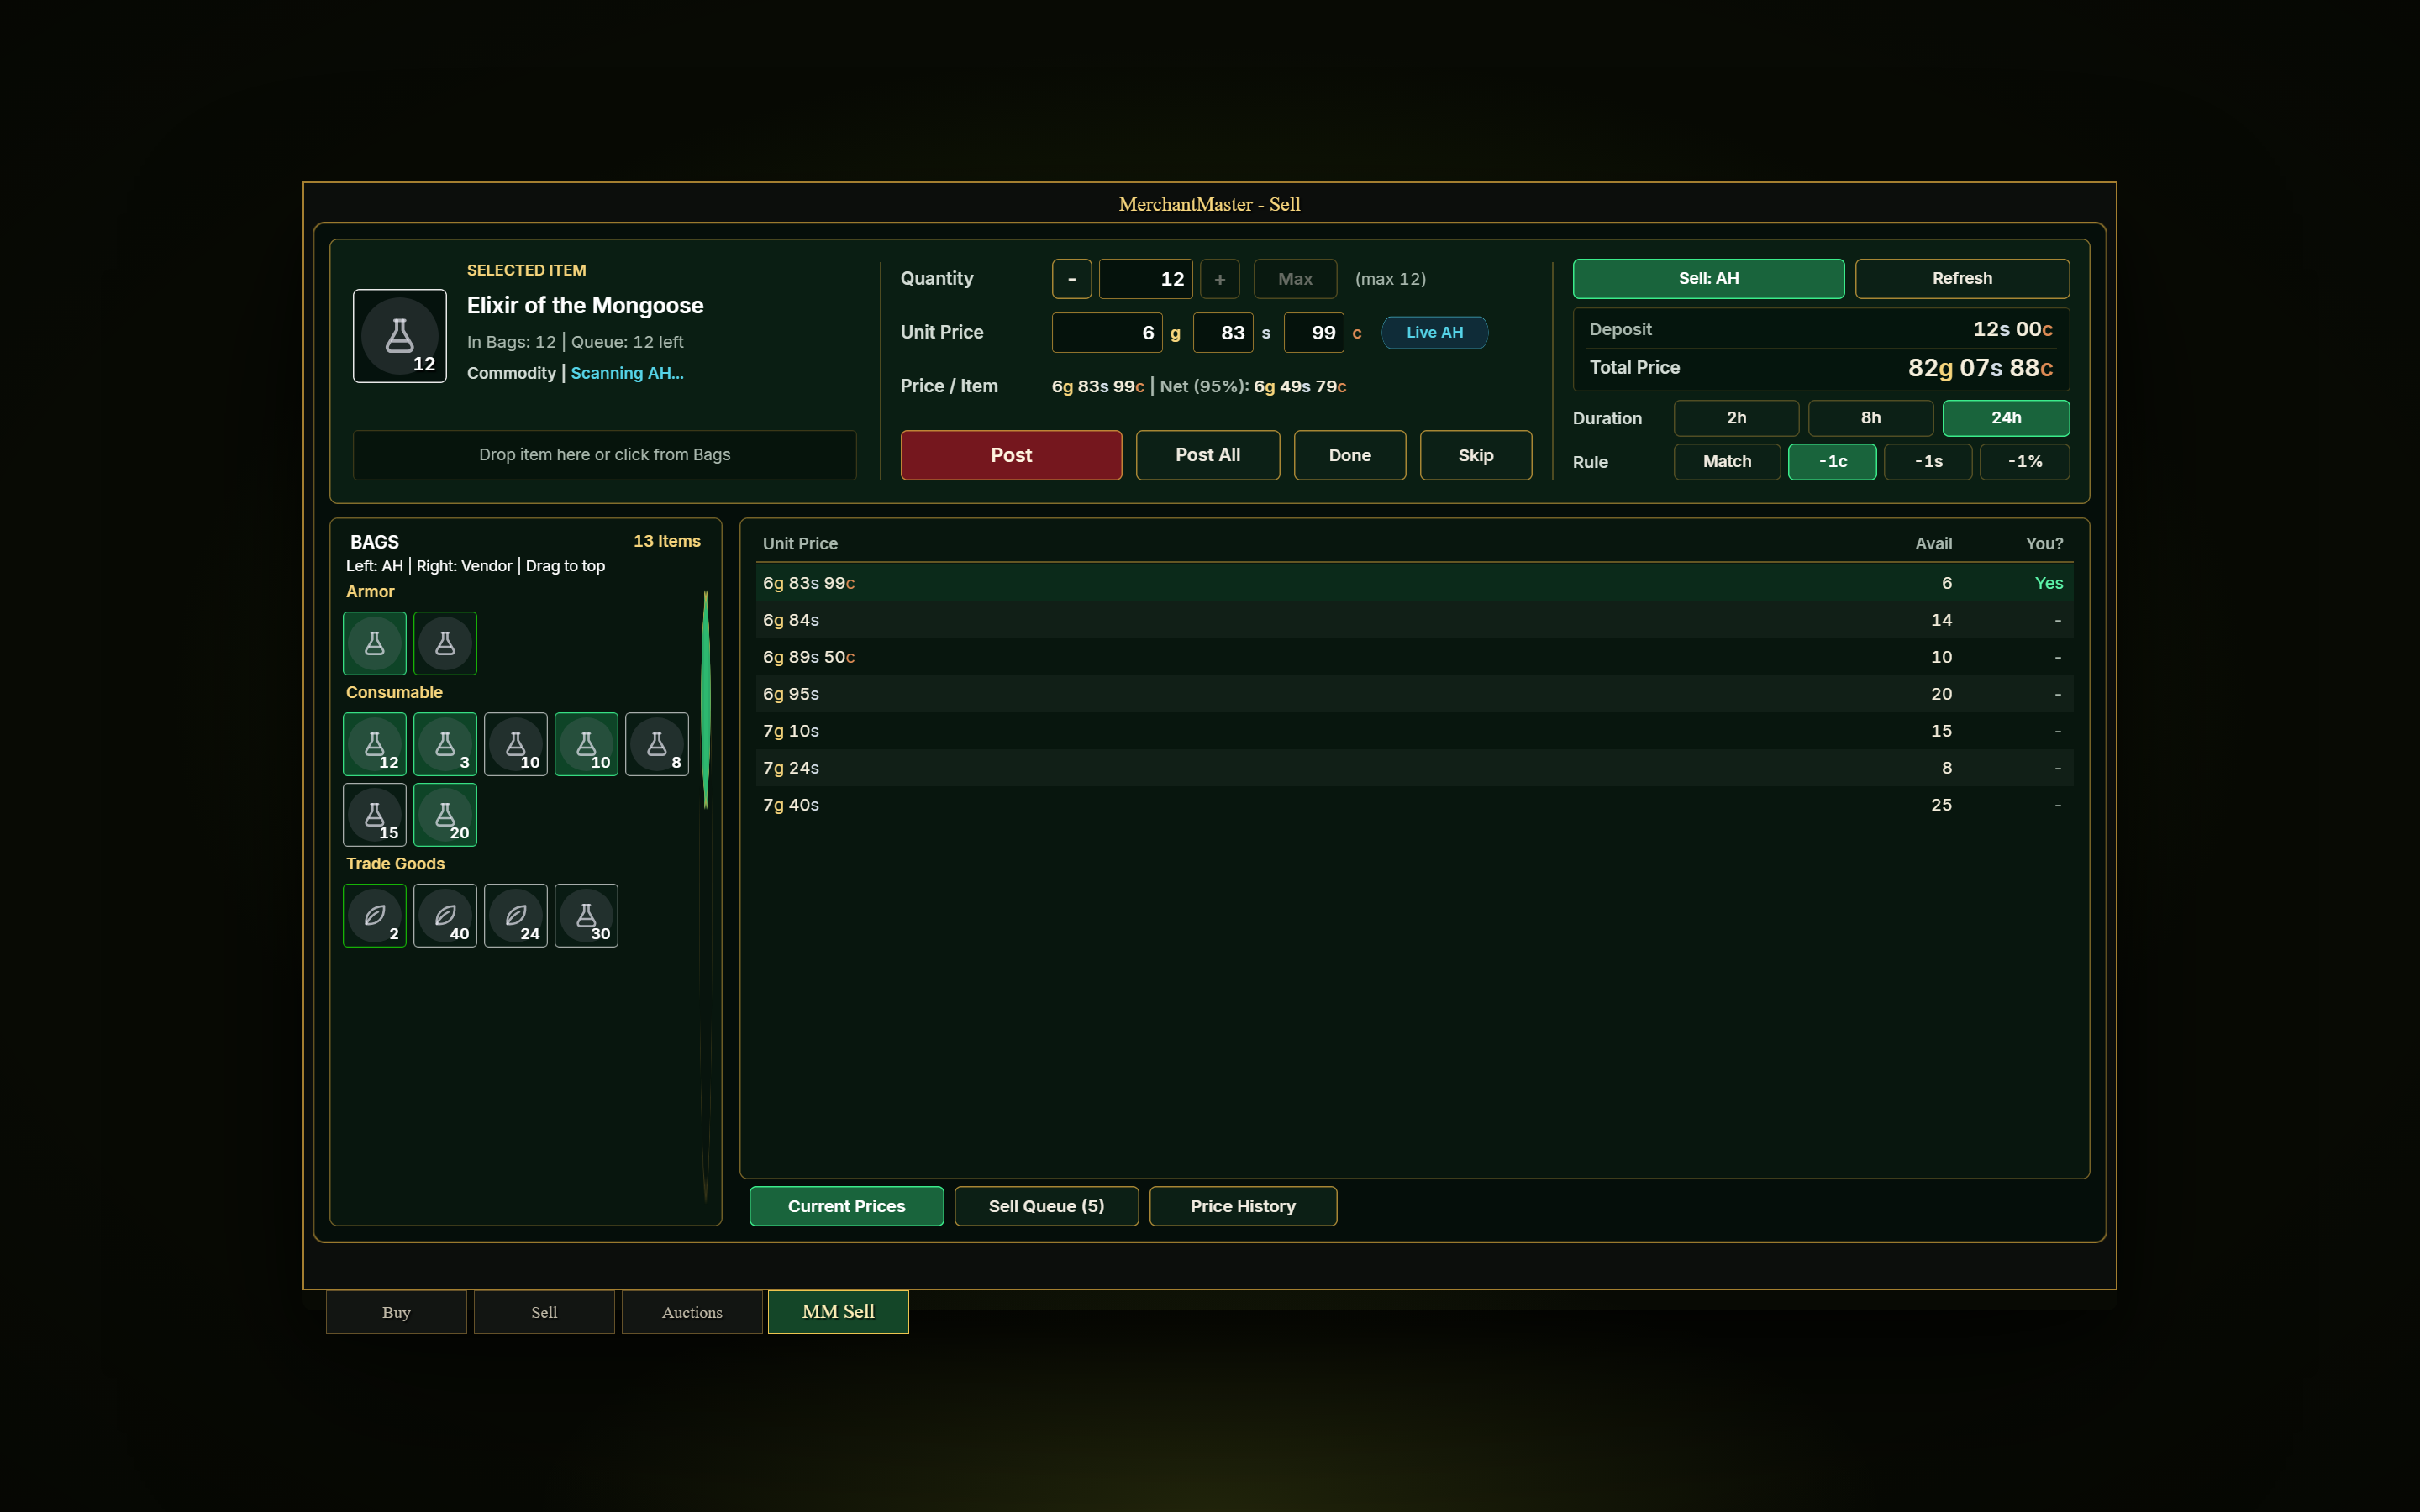 MerchantMaster - Sell
SELECTED ITEM
Elixir of the Mongoose
In Bags: 12 | Queue: 12 left
Commodity | Scanning AH...
12
Drop item here or click from Bags
Quantity - 12 + Max (max 12)
Unit Price 6 g 83 s 99 c Live AH
Price / Item 6g 83s 99c | Net (95%): 6g 49s 79c
Post Post All Done Skip
Sell: AH Refresh
Deposit 12s 00c
Total Price 82g 07s 88c
Duration 2h 8h 24h
Rule Match -1c -1s -1%
BAGS 13 Items
Left: AH | Right: Vendor | Drag to top
Armor
Consumable
12 3 10 10 8
15 20
Trade Goods
2 40 24 30
Unit Price Avail You?
6g 83s 99c 6 Yes
6g 84s 14 -
6g 89s 50c 10 -
6g 95s 20 -
7g 10s 15 -
7g 24s 8 -
7g 40s 25 -
Current Prices Sell Queue (5) Price History
Buy Sell Auctions MM Sell